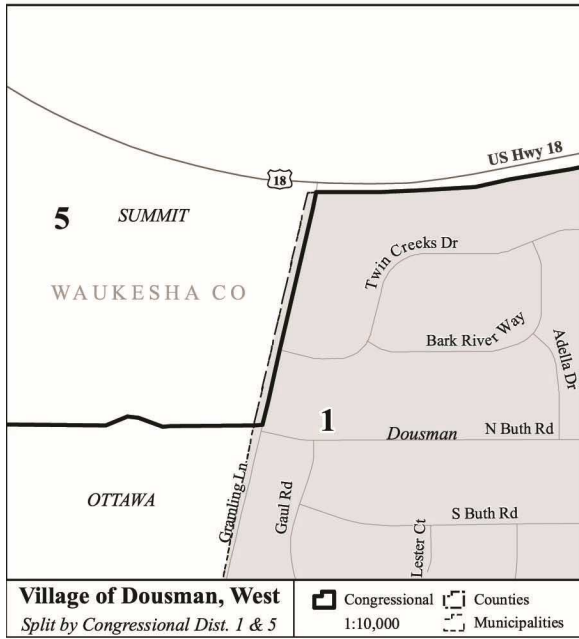 US Hwy 18
18
5
SUMMIT
Twin Creeks Dr
WAUKESHA CO
Bark River Way
Adella Dr
1
Dousman
N Buth Rd
OTTAWA
Gramling Ln
Gaul Rd
S Buth Rd
Lester Ct
Village of Dousman, West
Split by Congressional Dist. 1 & 5
Congressional
Counties
1:10,000
Municipalities